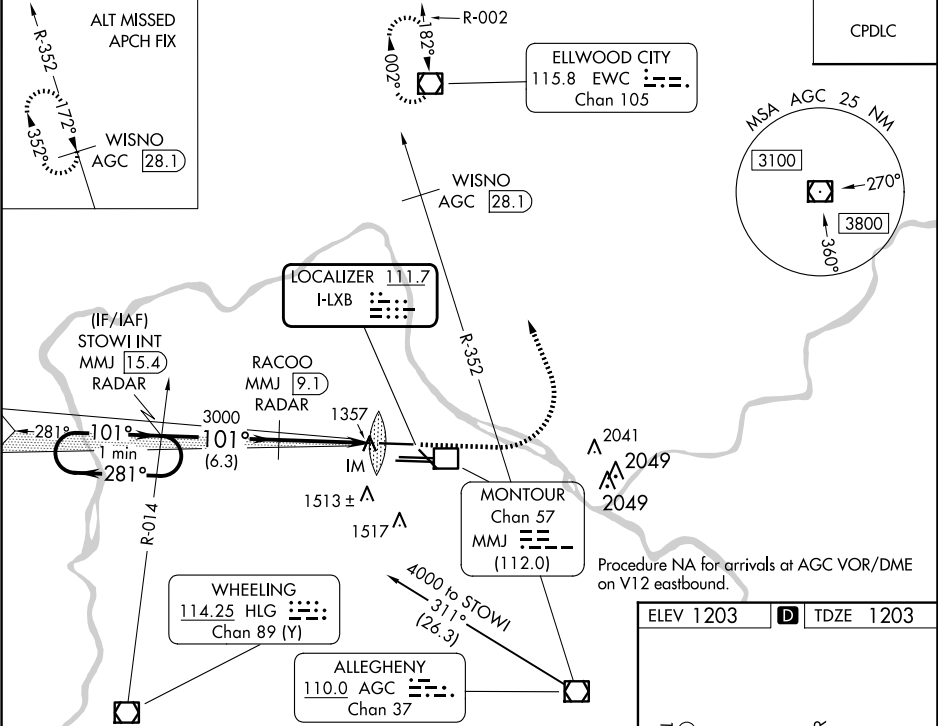 ALT MISSED
APCH FIX
R-352
172°
352°
WISNO
AGC 28.1
R-002
182°
002°
ELLWOOD CITY
115.8 EWC
Chan 105
CPDLC
MSA AGC 25 NM
3100
270°
3800
360°
WISNO
AGC 28.1
LOCALIZER 111.7
I-LXB
R-352
(IF/IAF)
STOWI INT
MMJ 15.4
RADAR
RACOO
MMJ 9.1
RADAR
1357
3000
281°
101°
101°
1 min
(6.3)
281°
IM
2041
2049
2049
1513 ±
1517
MONTOUR
Chan 57
MMJ
(112.0)
R-014
Procedure NA for arrivals at AGC VOR/DME
on V12 eastbound.
4000 to STOWI
311°
(26.3)
WHEELING
114.25 HLG
Chan 89 (Y)
ALLEGHENY
110.0 AGC
Chan 37
ELEV 1203 D TDZE 1203